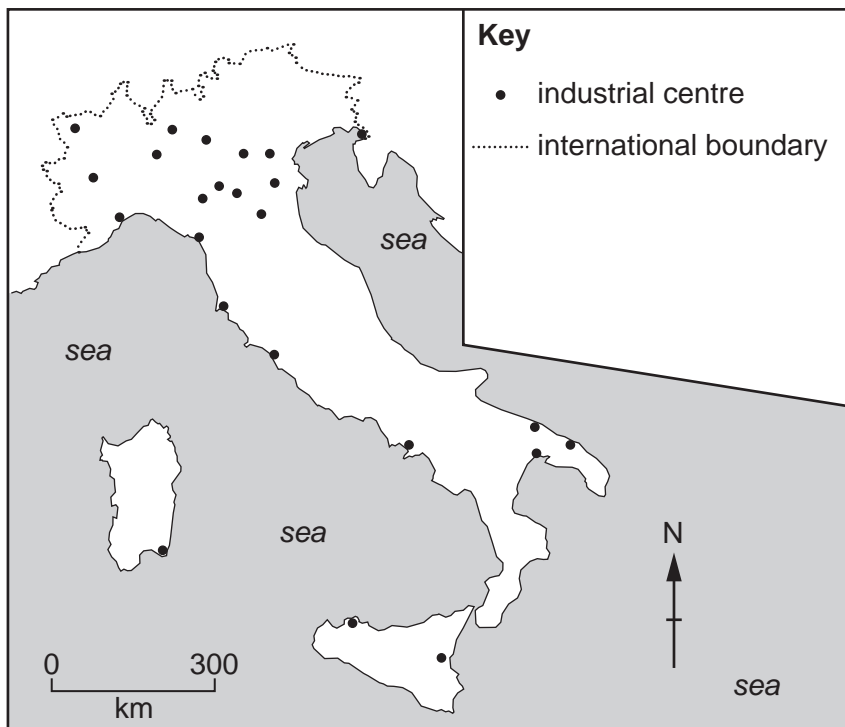 Key
industrial centre
international boundary
sea
sea
sea
N
0 300
km
sea